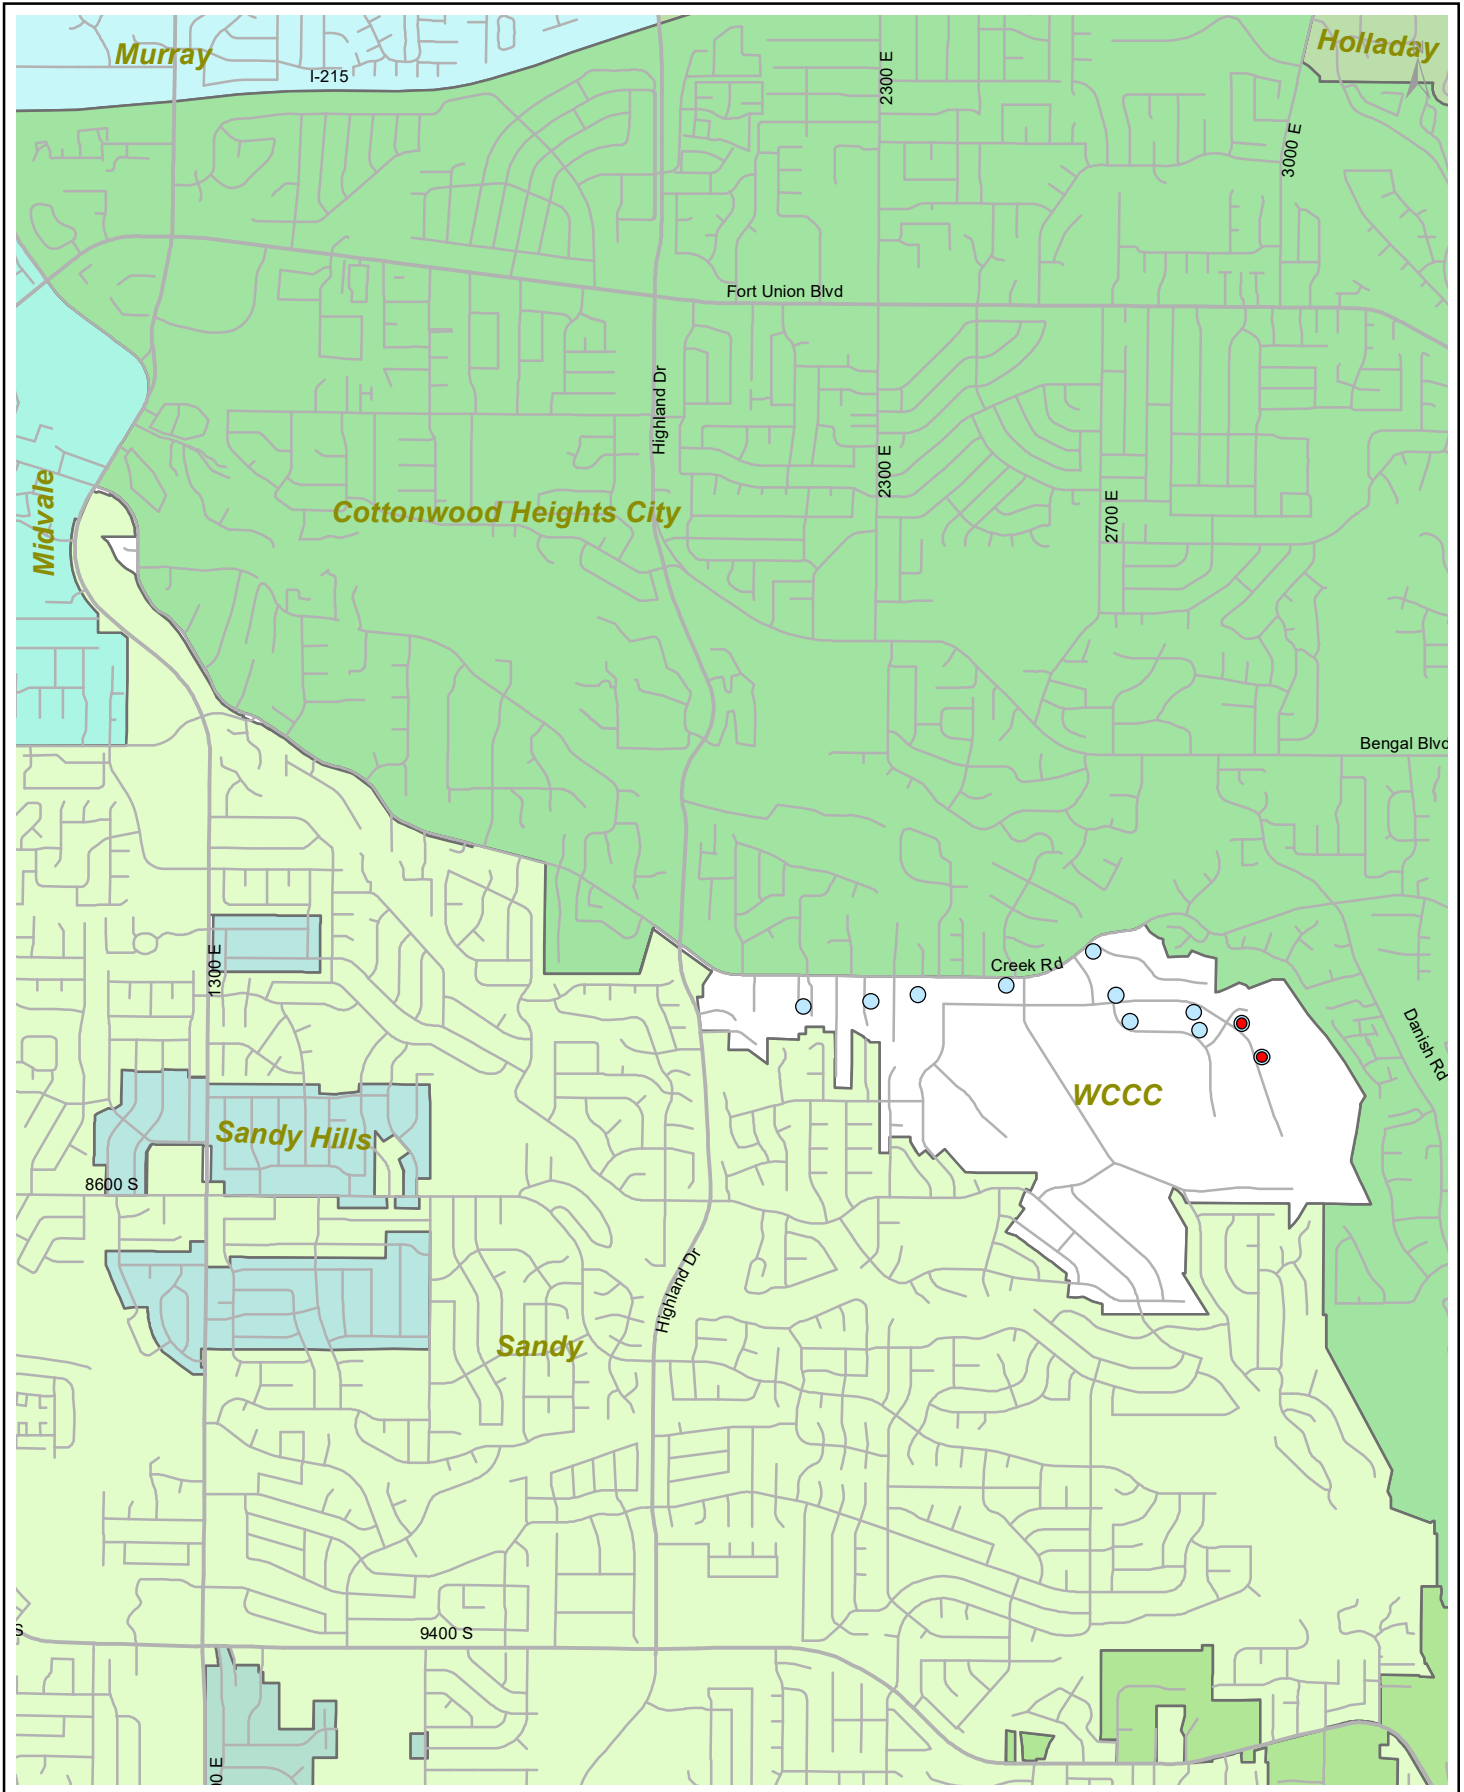 Murray
Holladay
I-215
2300 E
3000 E
Fort Union Blvd
Highland Dr
2300 E
Midvale
Cottonwood Heights City
2700 E
Bengal Blvd
1300 E
Creek Rd
Danish Rd
WCCC
Sandy Hills
8600 S
Highland Dr
Sandy
S
9400 S
00 E